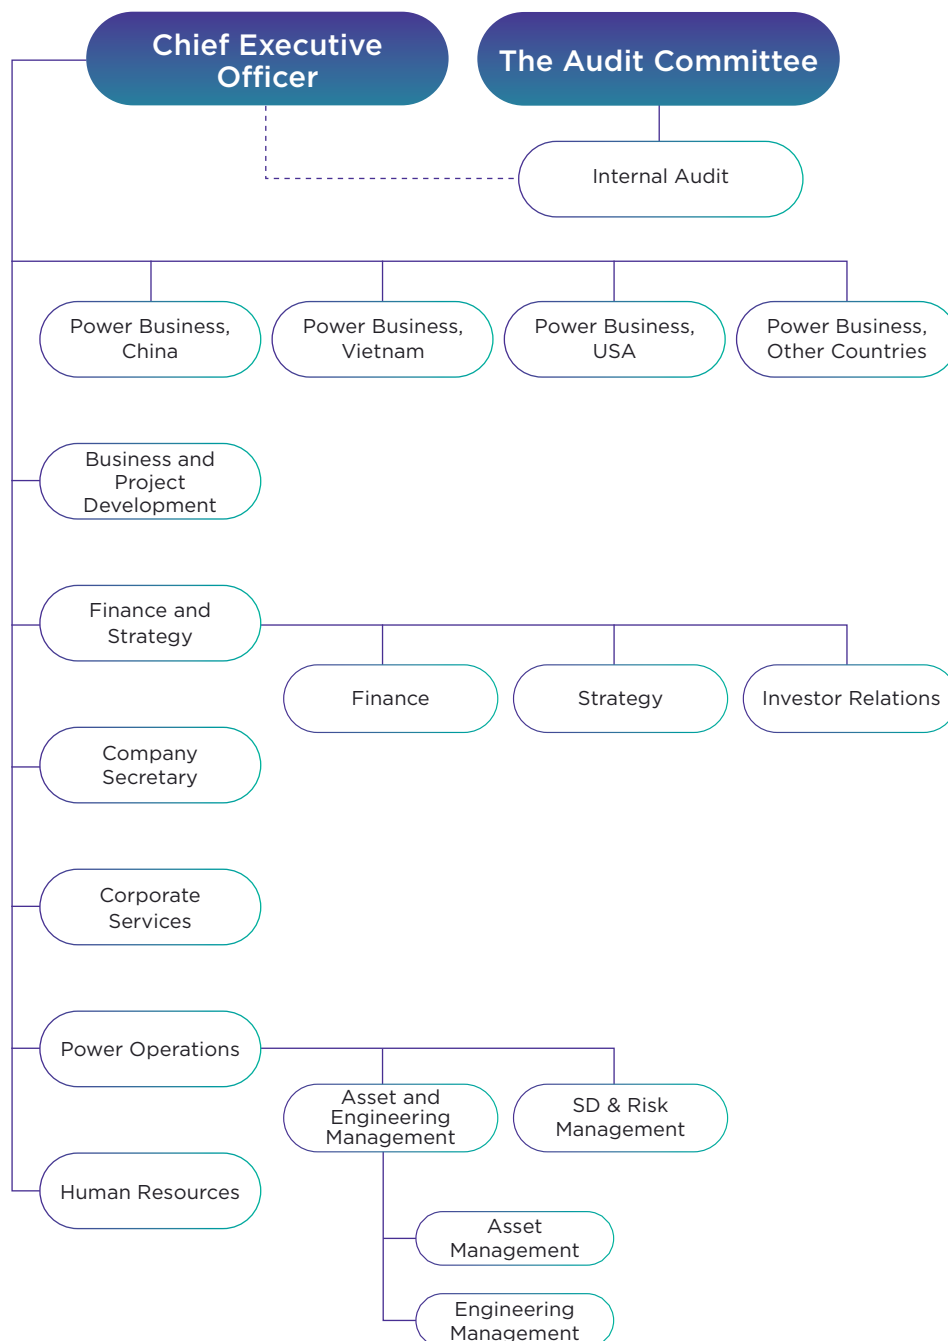 Chief Executive
Officer
The Audit Committee
Internal Audit
Power Business,
China
Power Business,
Vietnam
Power Business,
USA
Power Business,
Other Countries
Business and
Project
Development
Finance and
Strategy
Finance
Strategy
Investor Relations
Company
Secretary
Corporate
Services
Power Operations
Asset and
Engineering
Management
SD & Risk
Management
Human Resources
Asset
Management
Engineering
Management